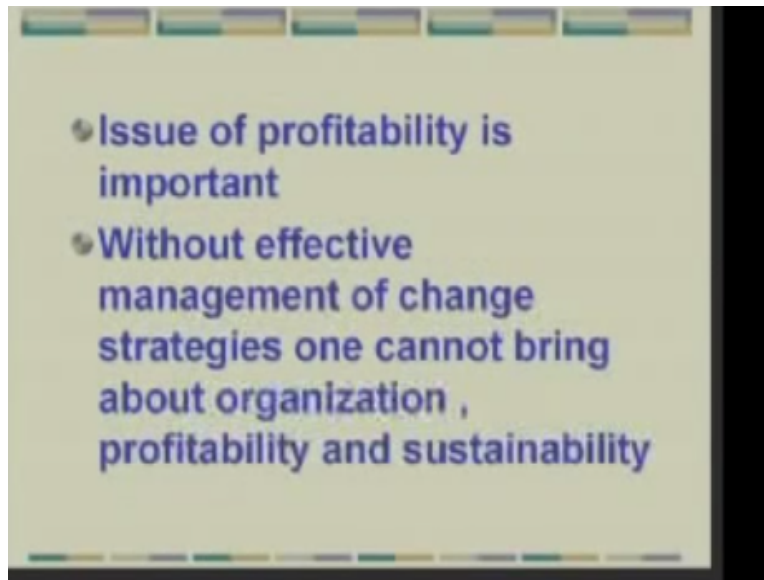 Issue of profitability is
important
Without effective
management of change
strategies one cannot bring
about organization ,
profitability and sustainability